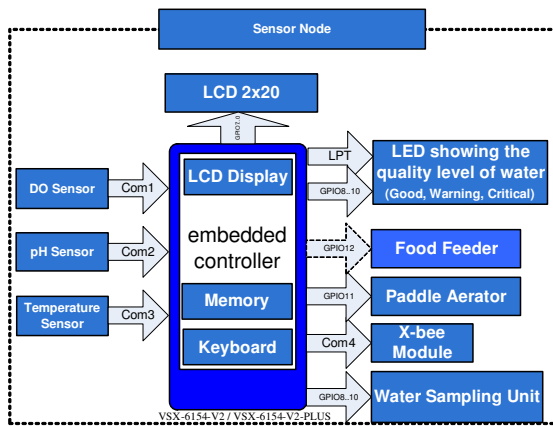 Sensor Node
LCD 2x20
GPIO7..0
LCD Display
LPT
LED showing the
quality level of water
(Good, Warning, Critical)
GPIO8..10
DO Sensor
Com1
embedded
controller
pH Sensor
Com2
GPIO12
Food Feeder
Temperature
Sensor
Com3
Memory
GPIO11
Paddle Aerator
Keyboard
Com4
X-bee
Module
GPIO8..10
Water Sampling Unit
VSX-6154-V2 / VSX-6154-V2-PLUS